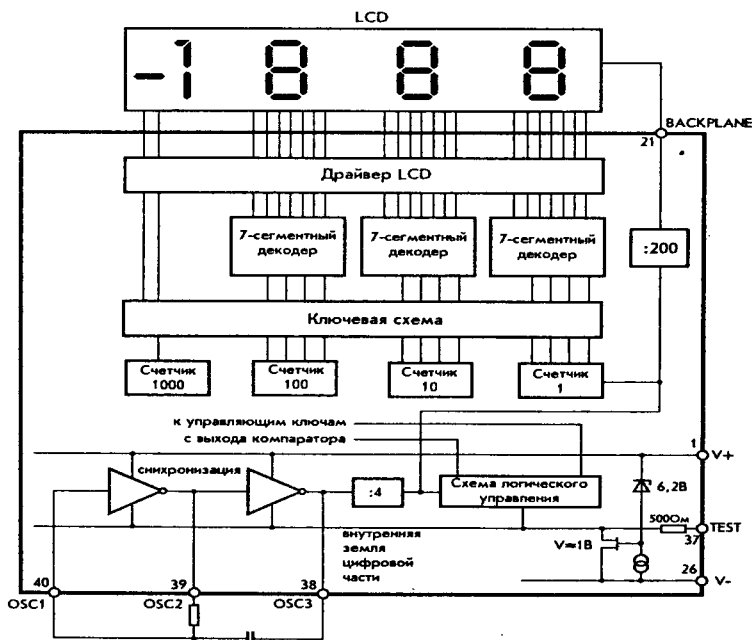 LCD
-1 8 8 8
BACKPLANE
21
Драйвер LCD
7-сегментный декодер
7-сегментный декодер
7-сегментный декодер
:200
Ключевая схема
Счетчик 1000
Счетчик 100
Счетчик 10
Счетчик 1
к управляющим ключам
с выхода компаратора
1
V+
синхронизация
:4
Схема логического управления
6,2В
500Ом
TEST
37
внутренняя земля цифровой части
V≈1В
26
V-
40
39
38
OSC1
OSC2
OSC3